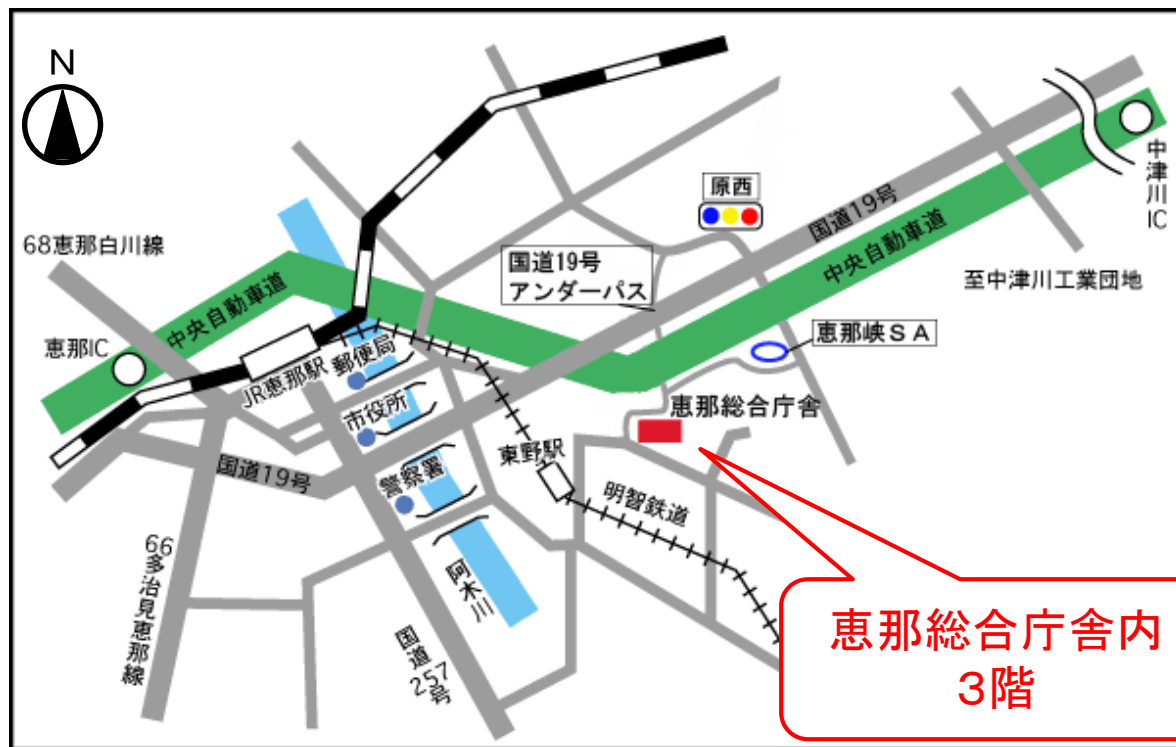 N
原西
中津川IC
国道19号
68恵那白川線
国道19号
アンダーパス
中央自動車道
至中津川工業団地
中央自動車道
恵那峡ＳＡ
恵那IC
JR恵那駅
郵便局
市役所
恵那総合庁舎
東野駅
国道19号
警察署
明智鉄道
66多治見恵那線
阿木川
国道257号
恵那総合庁舎内
３階